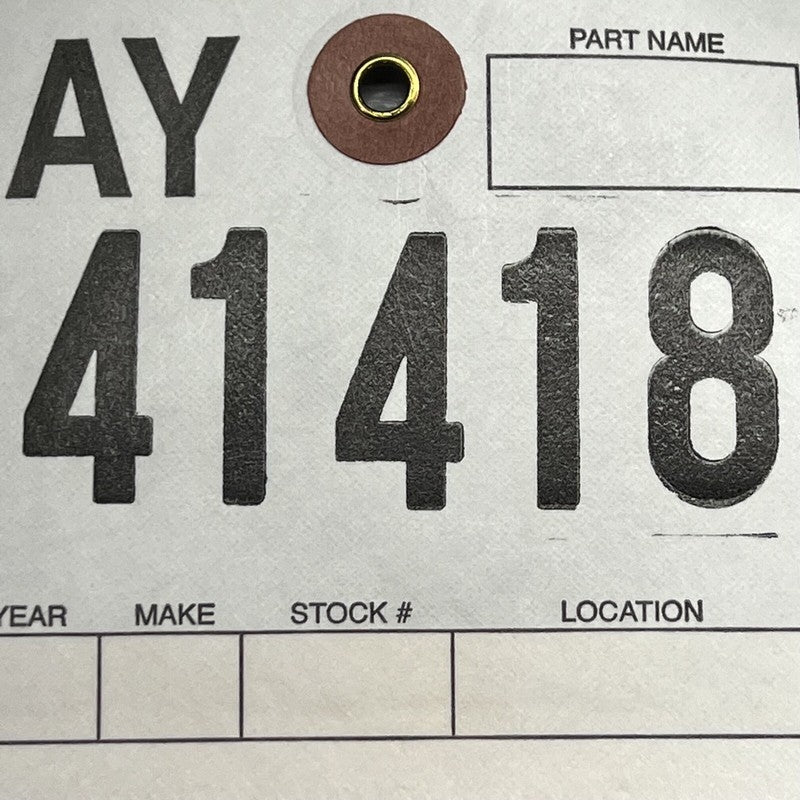 AY
PART NAME
41418
YEAR MAKE STOCK # LOCATION